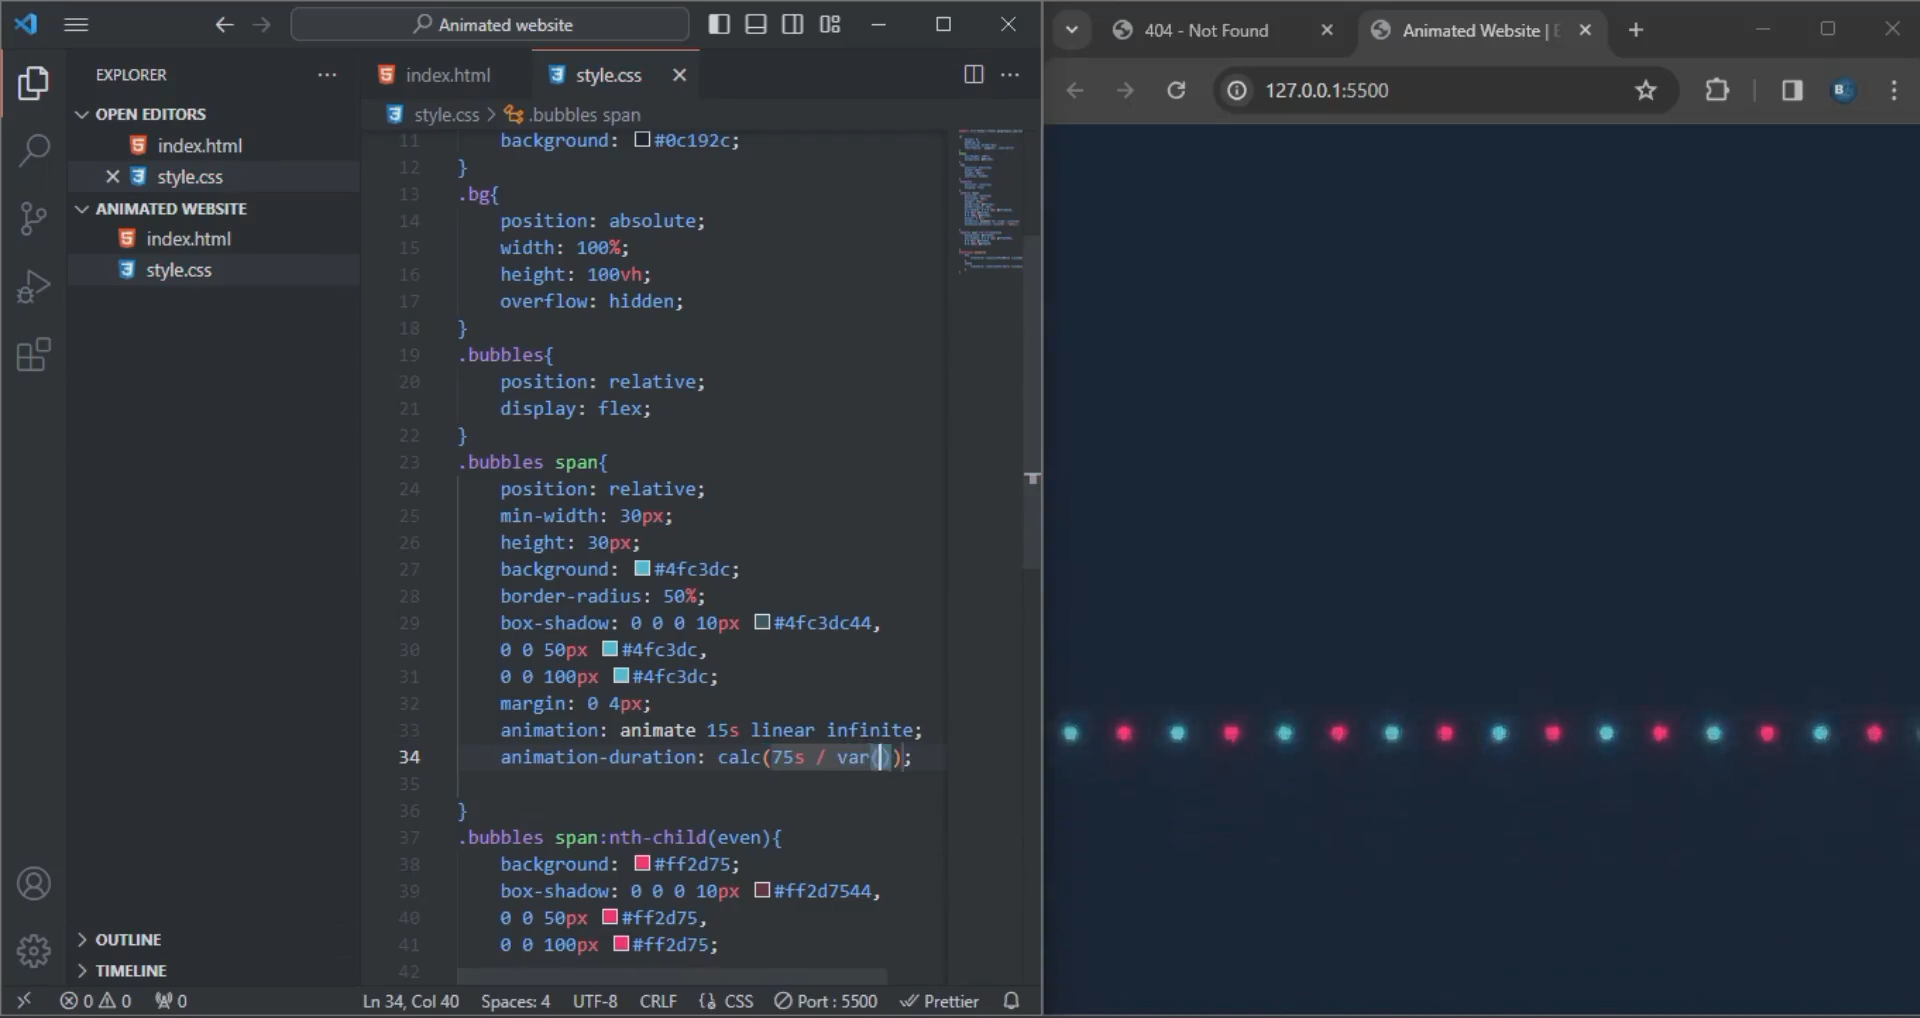 Animated website
EXPLORER
OPEN EDITORS
index.html
style.css
ANIMATED WEBSITE
index.html
style.css
OUTLINE
TIMELINE
index.html
style.css
style.css > .bubbles span
11 background: #0c192c;
12 }
13 .bg{
14 position: absolute;
15 width: 100%;
16 height: 100vh;
17 overflow: hidden;
18 }
19 .bubbles{
20 position: relative;
21 display: flex;
22 }
23 .bubbles span{
24 position: relative;
25 min-width: 30px;
26 height: 30px;
27 background: #4fc3dc;
28 border-radius: 50%;
29 box-shadow: 0 0 0 10px #4fc3dc44,
30 0 0 50px #4fc3dc,
31 0 0 100px #4fc3dc;
32 margin: 0 4px;
33 animation: animate 15s linear infinite;
34 animation-duration: calc(75s / var());
35
36 }
37 .bubbles span:nth-child(even){
38 background: #ff2d75;
39 box-shadow: 0 0 0 10px #ff2d7544,
40 0 0 50px #ff2d75,
41 0 0 100px #ff2d75;
42
0 0 0 Ln 34, Col 40 Spaces: 4 UTF-8 CRLF CSS Port : 5500 Prettier
404 - Not Found
Animated Website |
127.0.0.1:5500